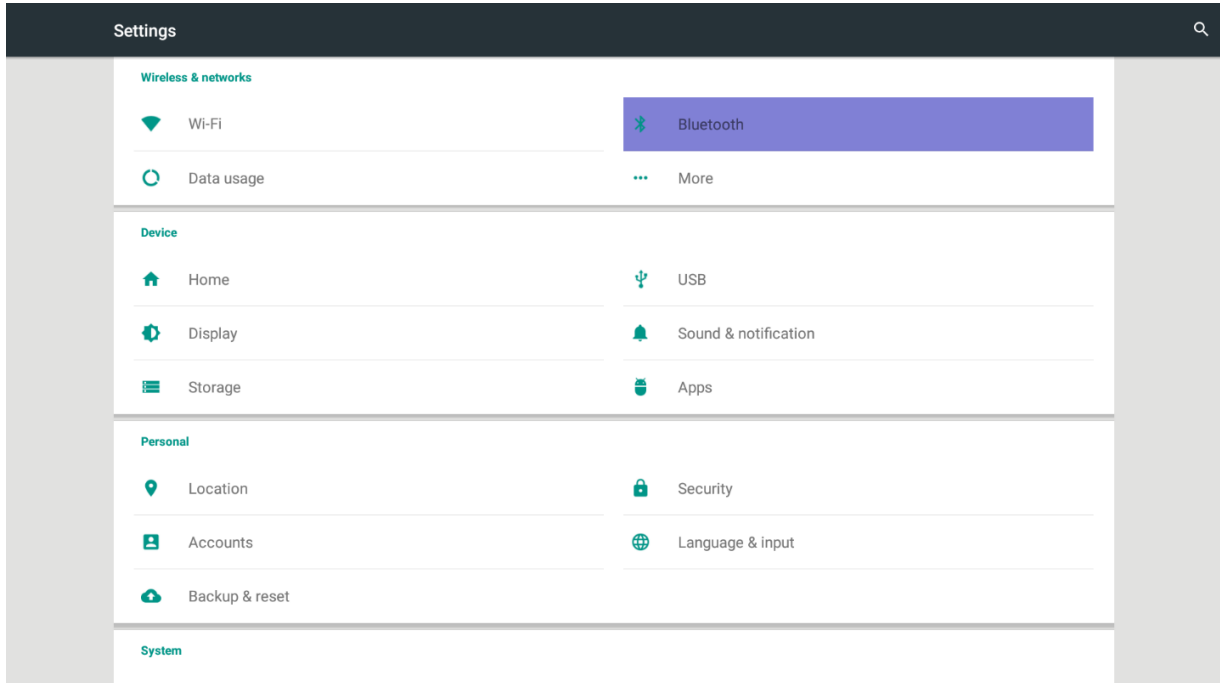 Settings
Wireless & networks
Wi-Fi Bluetooth
Data usage More
Device
Home USB
Display Sound & notification
Storage Apps
Personal
Location Security
Accounts Language & input
Backup & reset
System